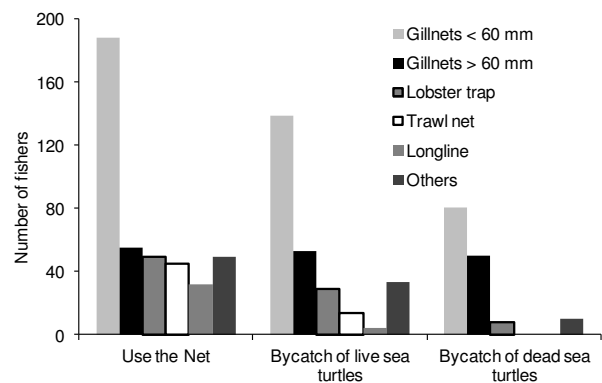 200
160
120
80
40
0
Number of fishers
Gillnets < 60 mm
Gillnets > 60 mm
Lobster trap
Trawl net
Longline
Others
Use the Net
Bycatch of live sea
turtles
Bycatch of dead sea
turtles